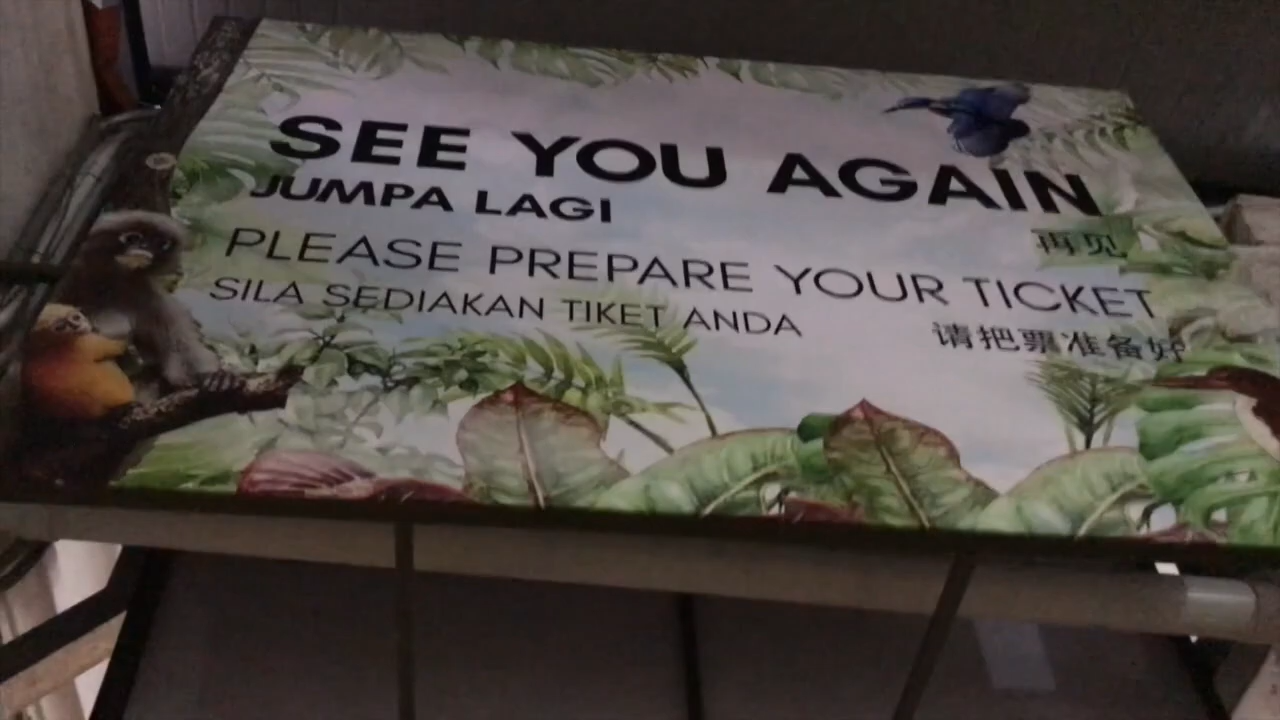 SEE YOU AGAIN
JUMPA LAGI
再见
PLEASE PREPARE YOUR TICKET
SILA SEDIAKAN TIKET ANDA
请把票准备好